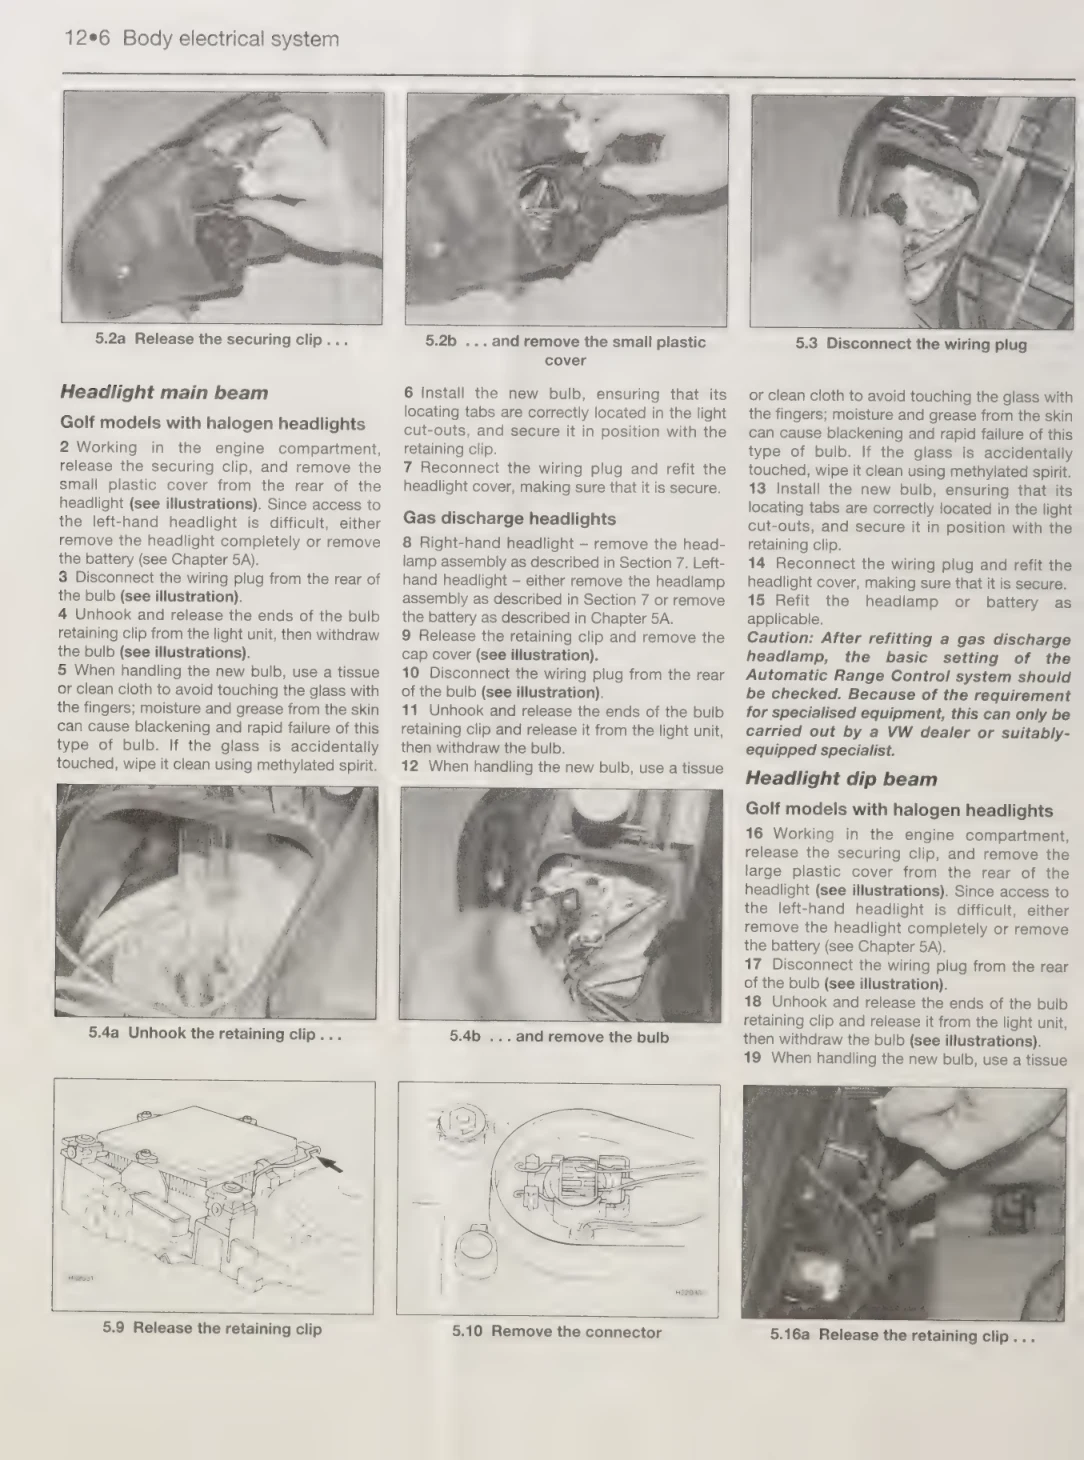 12•6 Body electrical system
5.2a Release the securing clip . . .
5.2b . . . and remove the small plastic
cover
5.3 Disconnect the wiring plug
Headlight main beam
Golf models with halogen headlights
2 Working in the engine compartment,
release the securing clip, and remove the
small plastic cover from the rear of the
headlight (see illustrations). Since access to
the left-hand headlight is difficult, either
remove the headlight completely or remove
the battery (see Chapter 5A).
3 Disconnect the wiring plug from the rear of
the bulb (see illustration).
4 Unhook and release the ends of the bulb
retaining clip from the light unit, then withdraw
the bulb (see illustrations).
5 When handling the new bulb, use a tissue
or clean cloth to avoid touching the glass with
the fingers; moisture and grease from the skin
can cause blackening and rapid failure of this
type of bulb. If the glass is accidentally
touched, wipe it clean using methylated spirit.
6 Install the new bulb, ensuring that its
locating tabs are correctly located in the light
cut-outs, and secure it in position with the
retaining clip.
7 Reconnect the wiring plug and refit the
headlight cover, making sure that it is secure.
Gas discharge headlights
8 Right-hand headlight – remove the head-
lamp assembly as described in Section 7. Left-
hand headlight – either remove the headlamp
assembly as described in Section 7 or remove
the battery as described in Chapter 5A.
9 Release the retaining clip and remove the
cap cover (see illustration).
10 Disconnect the wiring plug from the rear
of the bulb (see illustration).
11 Unhook and release the ends of the bulb
retaining clip and release it from the light unit,
then withdraw the bulb.
12 When handling the new bulb, use a tissue
or clean cloth to avoid touching the glass with
the fingers; moisture and grease from the skin
can cause blackening and rapid failure of this
type of bulb. If the glass is accidentally
touched, wipe it clean using methylated spirit.
13 Install the new bulb, ensuring that its
locating tabs are correctly located in the light
cut-outs, and secure it in position with the
retaining clip.
14 Reconnect the wiring plug and refit the
headlight cover, making sure that it is secure.
15 Refit the headlamp or battery as
applicable.
Caution: After refitting a gas discharge
headlamp, the basic setting of the
Automatic Range Control system should
be checked. Because of the requirement
for specialised equipment, this can only be
carried out by a VW dealer or suitably-
equipped specialist.
Headlight dip beam
Golf models with halogen headlights
16 Working in the engine compartment,
release the securing clip, and remove the
large plastic cover from the rear of the
headlight (see illustrations). Since access to
the left-hand headlight is difficult, either
remove the headlight completely or remove
the battery (see Chapter 5A).
17 Disconnect the wiring plug from the rear
of the bulb (see illustration).
18 Unhook and release the ends of the bulb
retaining clip and release it from the light unit,
then withdraw the bulb (see illustrations).
19 When handling the new bulb, use a tissue
5.4a Unhook the retaining clip . . .
5.4b . . . and remove the bulb
5.9 Release the retaining clip
5.10 Remove the connector
5.16a Release the retaining clip . . .